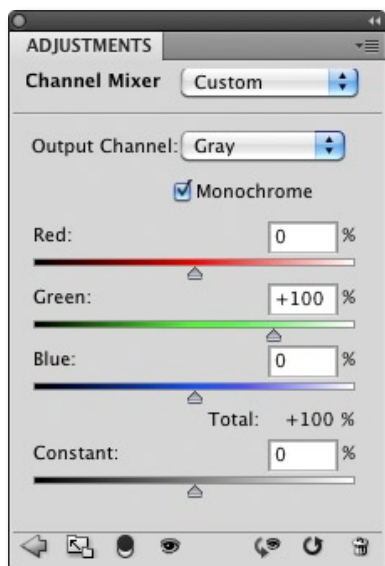 ADJUSTMENTS
Channel Mixer Custom
Output Channel: Gray
Monochrome
Red: 0 %
Green: +100 %
Blue: 0 %
Total: +100 %
Constant: 0 %